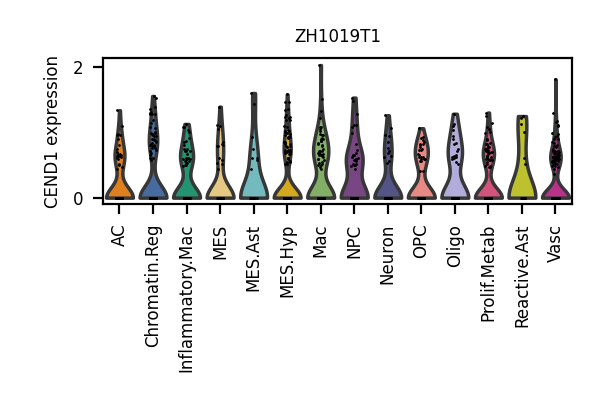 ZH1019T1
CEND1 expression
2
0
AC
Chromatin.Reg
Inflammatory.Mac
MES
MES.Ast
MES.Hyp
Mac
NPC
Neuron
OPC
Oligo
Prolif.Metab
Reactive.Ast
Vasc